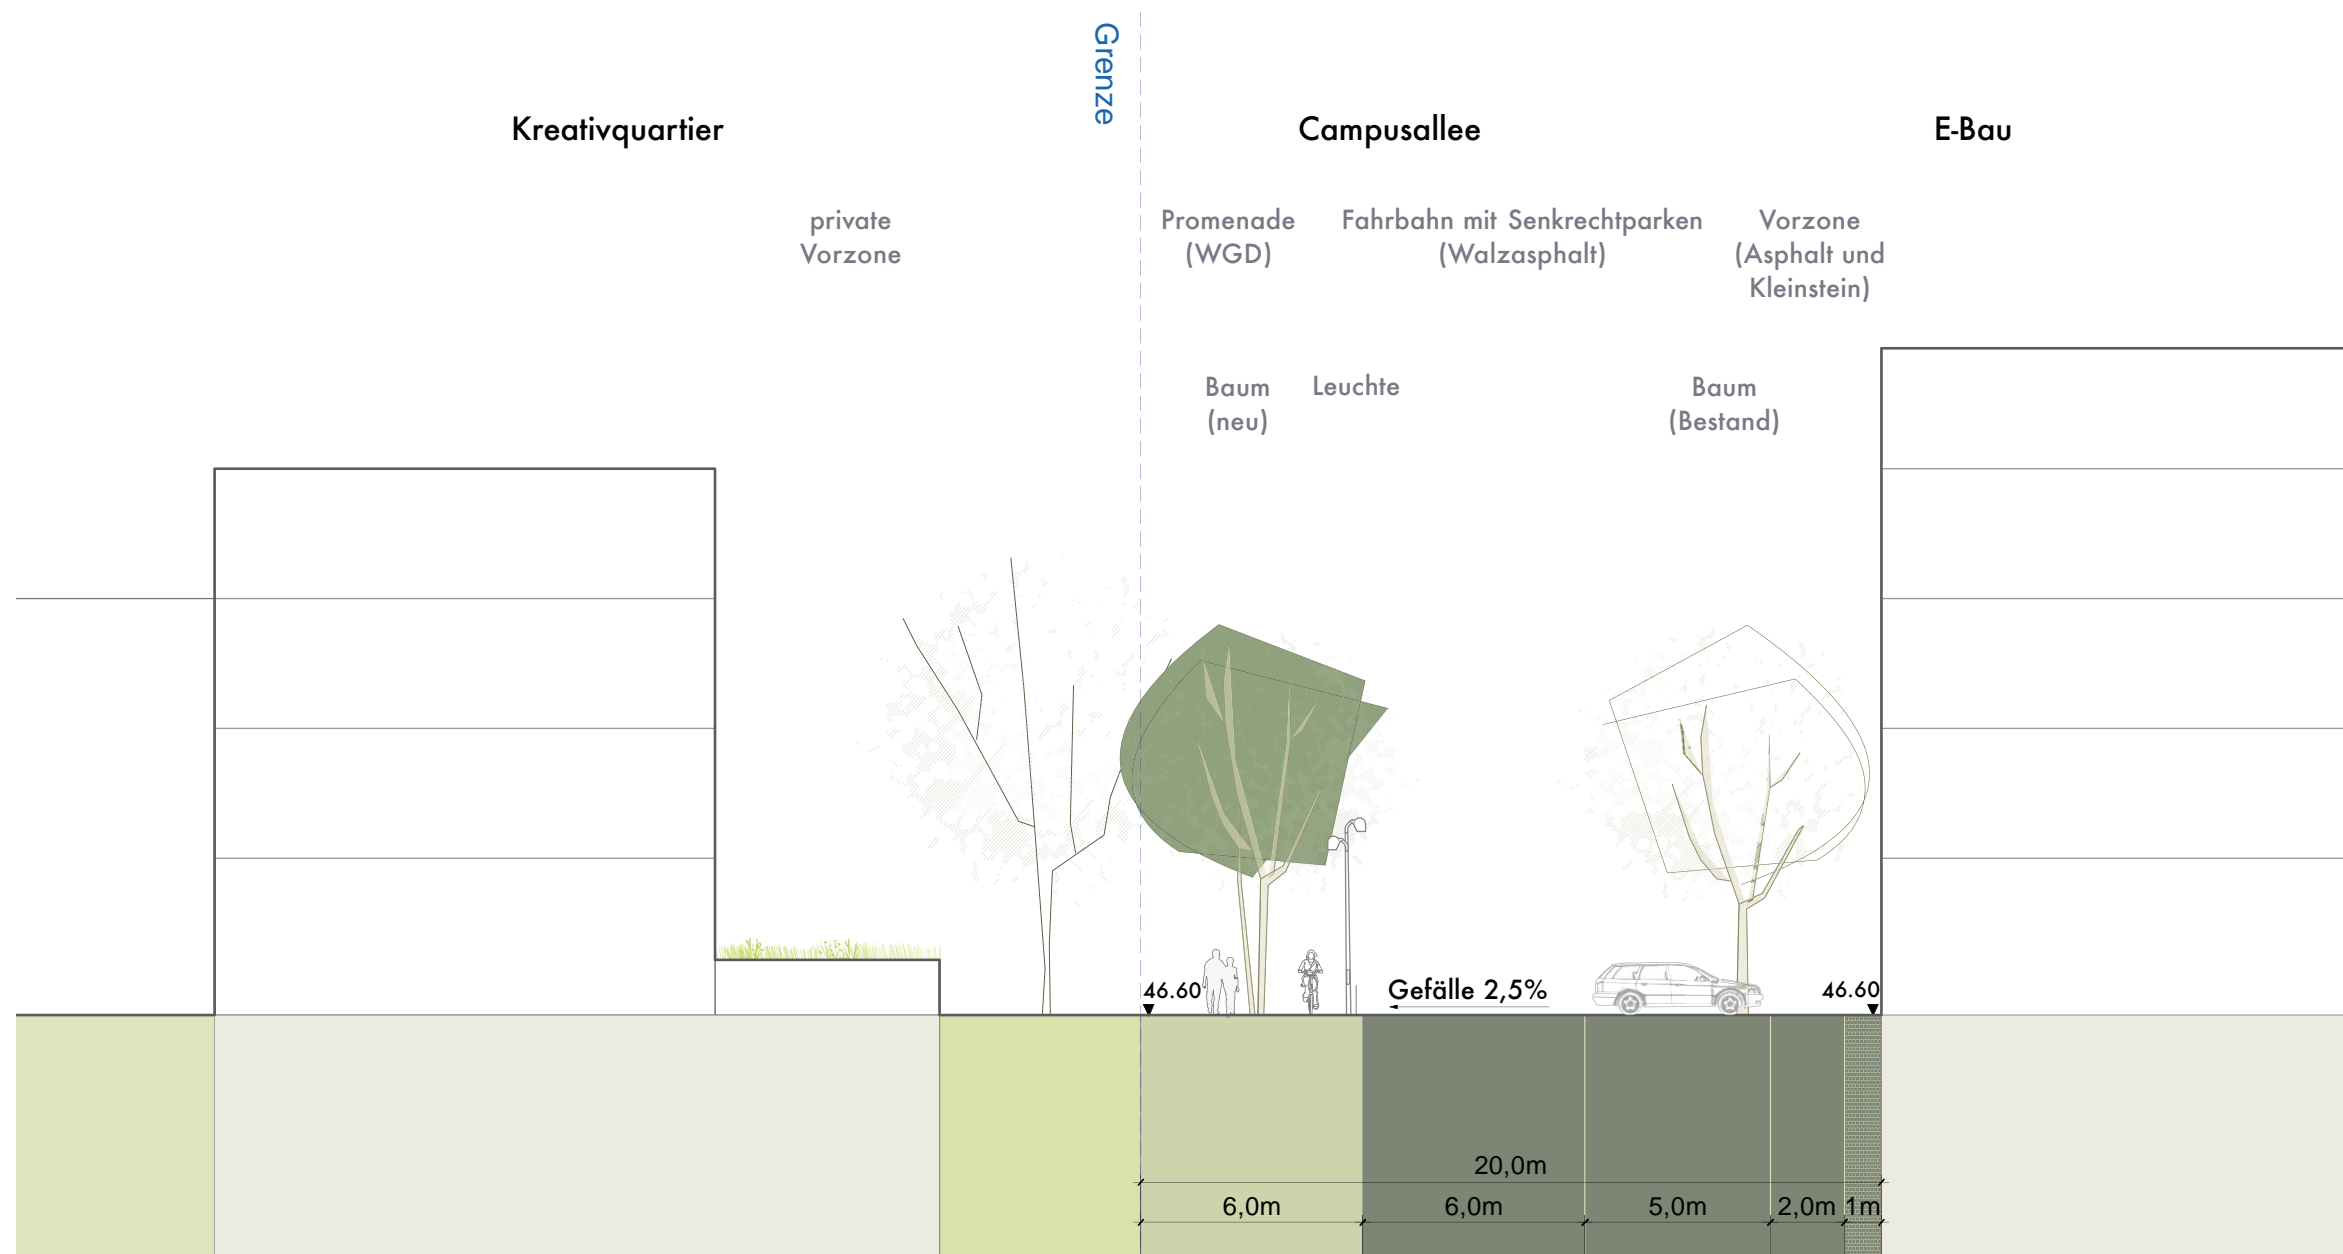 Grenze
Kreativquartier
Campusallee
E-Bau
private
Vorzone
Promenade
(WGD)
Fahrbahn mit Senkrechtparken
(Walzasphalt)
Vorzone
(Asphalt und
Kleinstein)
Baum
(neu)
Leuchte
Baum
(Bestand)
46.60
Gefälle 2,5%
46.60
20,0m
6,0m
6,0m
5,0m
2,0m
1m